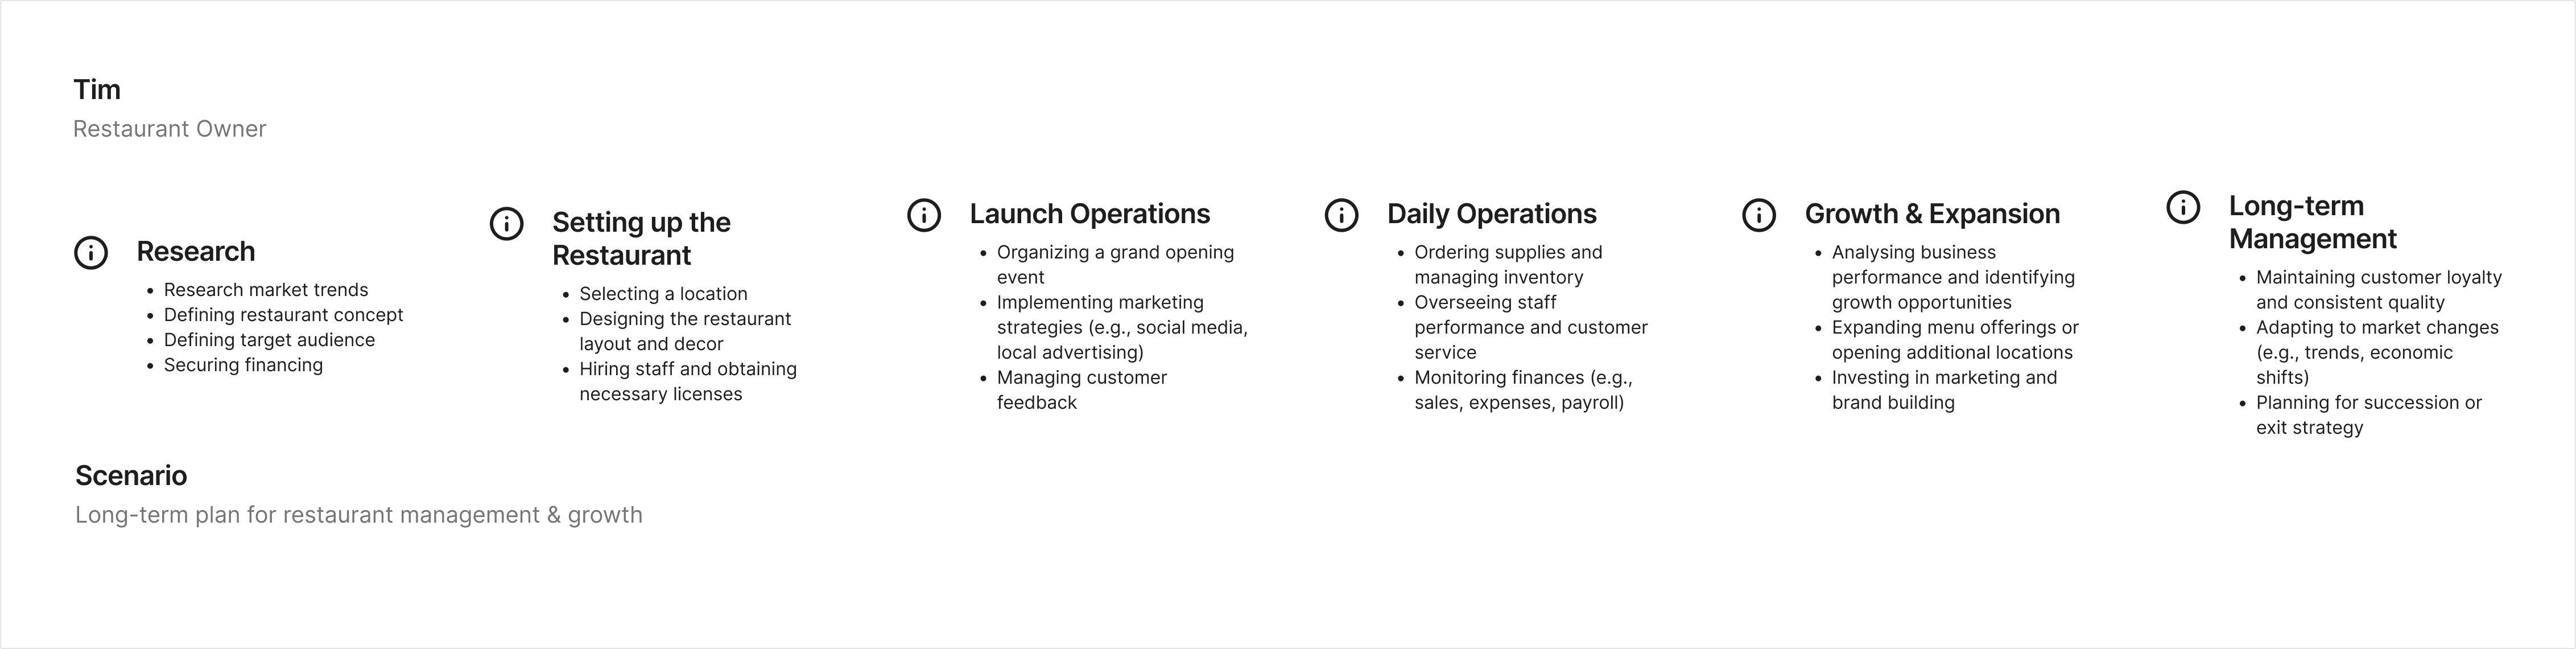 Tim
Restaurant Owner
Research
• Research market trends
• Defining restaurant concept
• Defining target audience
• Securing financing
Setting up the
Restaurant
• Selecting a location
• Designing the restaurant
layout and decor
• Hiring staff and obtaining
necessary licenses
Launch Operations
• Organizing a grand opening
event
• Implementing marketing
strategies (e.g., social media,
local advertising)
• Managing customer
feedback
Daily Operations
• Ordering supplies and
managing inventory
• Overseeing staff
performance and customer
service
• Monitoring finances (e.g.,
sales, expenses, payroll)
Growth & Expansion
• Analysing business
performance and identifying
growth opportunities
• Expanding menu offerings or
opening additional locations
• Investing in marketing and
brand building
Long-term
Management
• Maintaining customer loyalty
and consistent quality
• Adapting to market changes
(e.g., trends, economic
shifts)
• Planning for succession or
exit strategy
Scenario
Long-term plan for restaurant management & growth